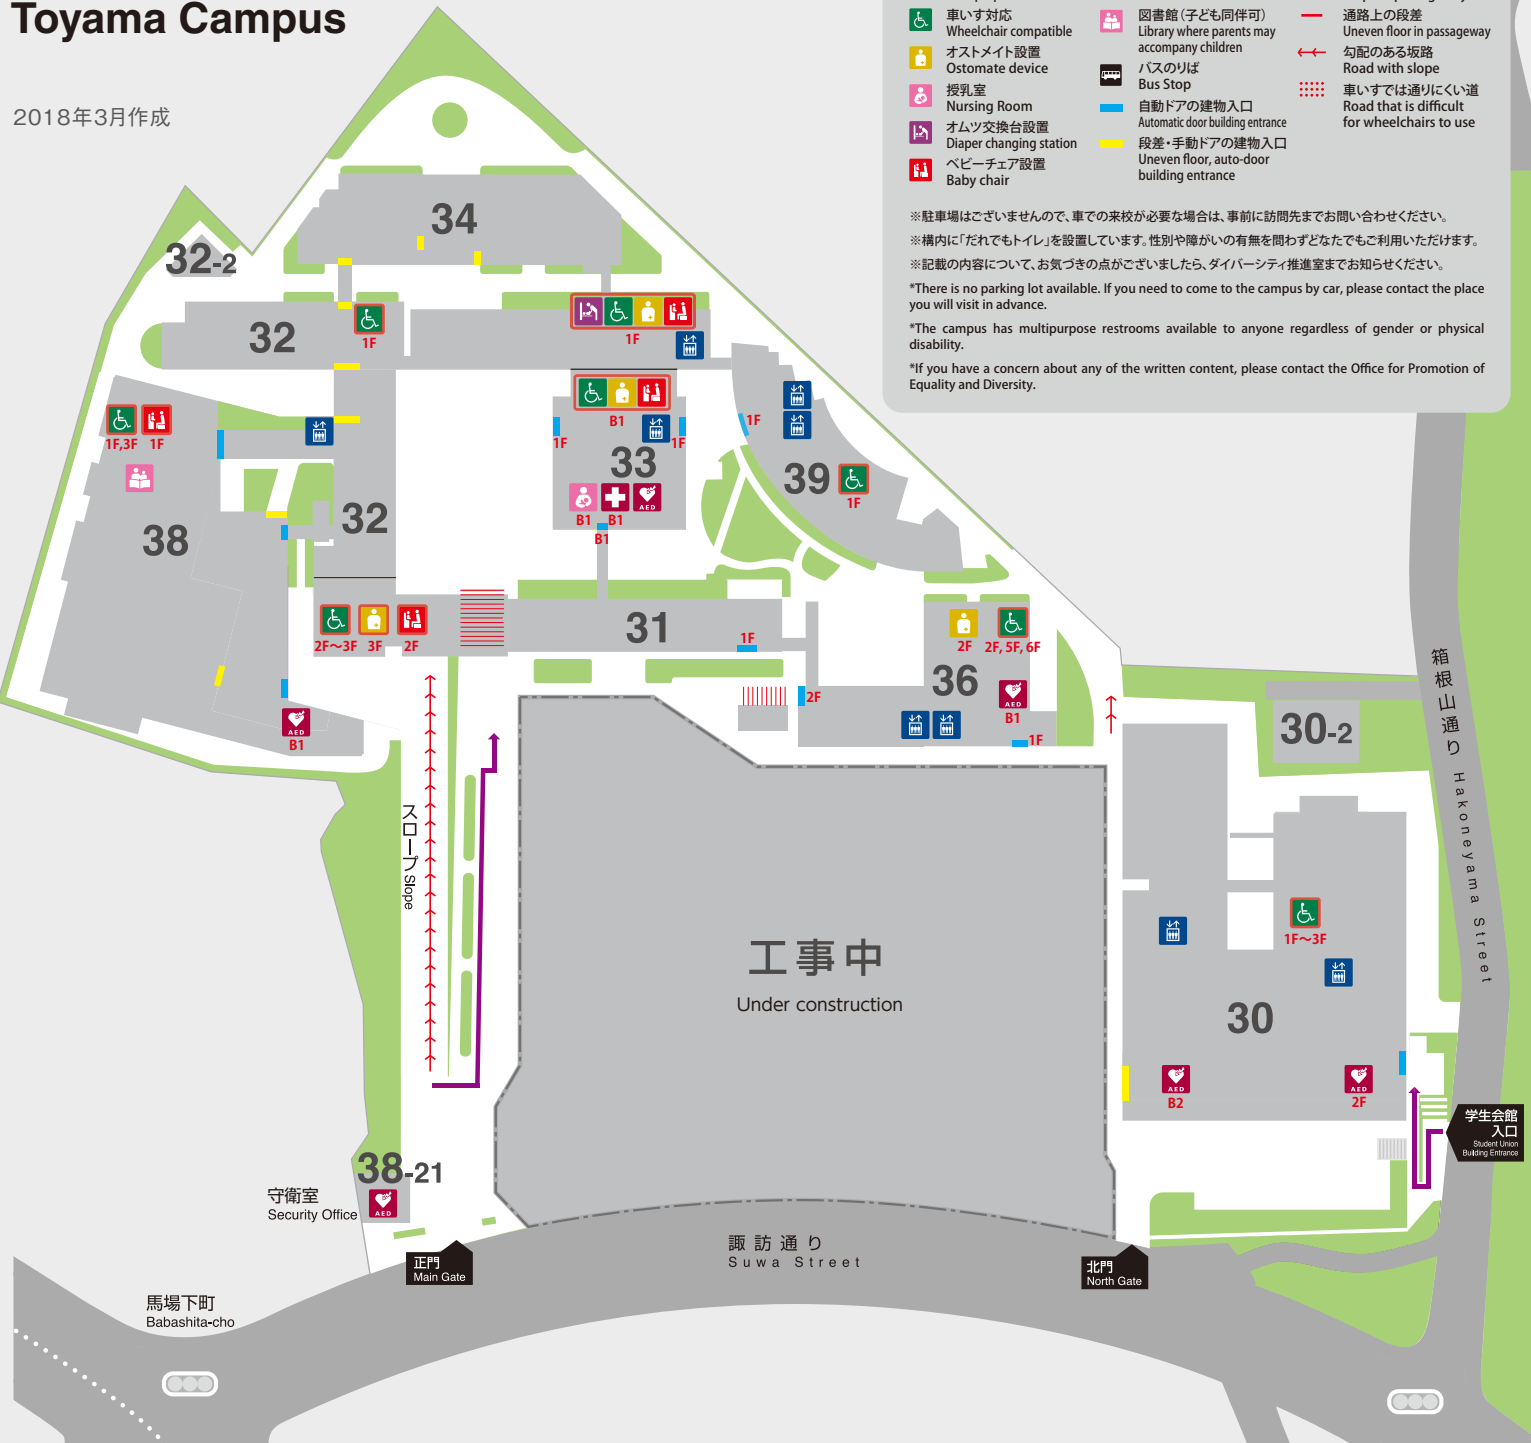 Toyama Campus
2018年3月作成
車いす対応
Wheelchair compatible
オストメイト設置
Ostomate device
授乳室
Nursing Room
オムツ交換台設置
Diaper changing station
ベビーチェア設置
Baby chair
図書館(子ども同伴可)
Library where parents may
accompany children
バスのりば
Bus Stop
自動ドアの建物入口
Automatic door building entrance
段差・手動ドアの建物入口
Uneven floor, auto-door
building entrance
通路上の段差
Uneven floor in passageway
勾配のある坂路
Road with slope
車いすでは通りにくい道
Road that is difficult
for wheelchairs to use
※駐車場はございませんので、車での来校が必要な場合は、事前に訪問先までお問い合わせください。
※構内に「だれでもトイレ」を設置しています。性別や障がいの有無を問わずどなたでもご利用いただけます。
※記載の内容について、お気づきの点がございましたら、ダイバーシティ推進室までお知らせください。
*There is no parking lot available. If you need to come to the campus by car, please contact the place
you will visit in advance.
*The campus has multipurpose restrooms available to anyone regardless of gender or physical
disability.
*If you have a concern about any of the written content, please contact the Office for Promotion of
Equality and Diversity.
34
32-2
32
1F
1F
1F,3F
1F
38
32
B1
1F
1F
33
B1
B1
AED
B1
1F
39
1F
2F～3F
3F
2F
31
1F
2F
2F, 5F, 6F
36
AED
B1
2F
1F
AED
B1
スロープ Slope
工事中
Under construction
30-2
箱根山通り Hakoneyama Street
1F～3F
30
AED
B2
AED
2F
学生会館
入口
Student Union
Building Entrance
38-21
AED
守衛室
Security Office
正門
Main Gate
諏訪通り
Suwa Street
北門
North Gate
馬場下町
Babashita-cho